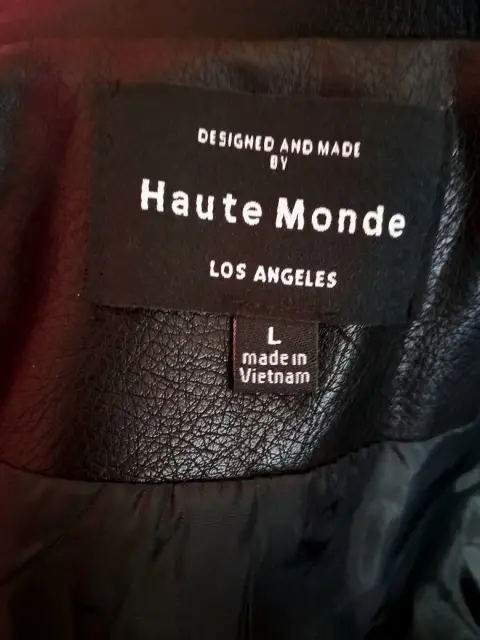 DESIGNED AND MADE
BY
Haute Monde
LOS ANGELES
L
made in
Vietnam